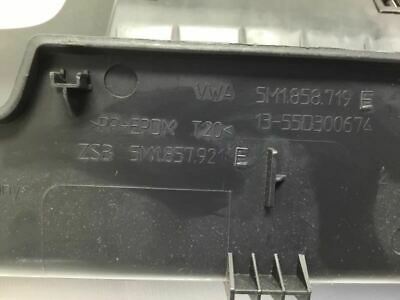 VWA 5M1.858.719 E
>PP+EPDM T20< 13-55D300674
ZSB 5M1.857.921 E